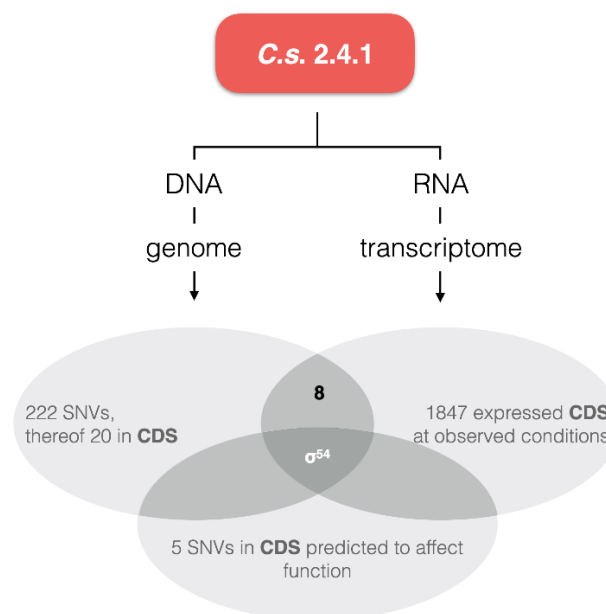 C.s. 2.4.1
DNA
RNA
genome
transcriptome
222 SNVs,
thereof 20 in CDS
8
1847 expressed CDS
at observed conditions
σ⁵⁴
5 SNVs in CDS predicted to affect
function